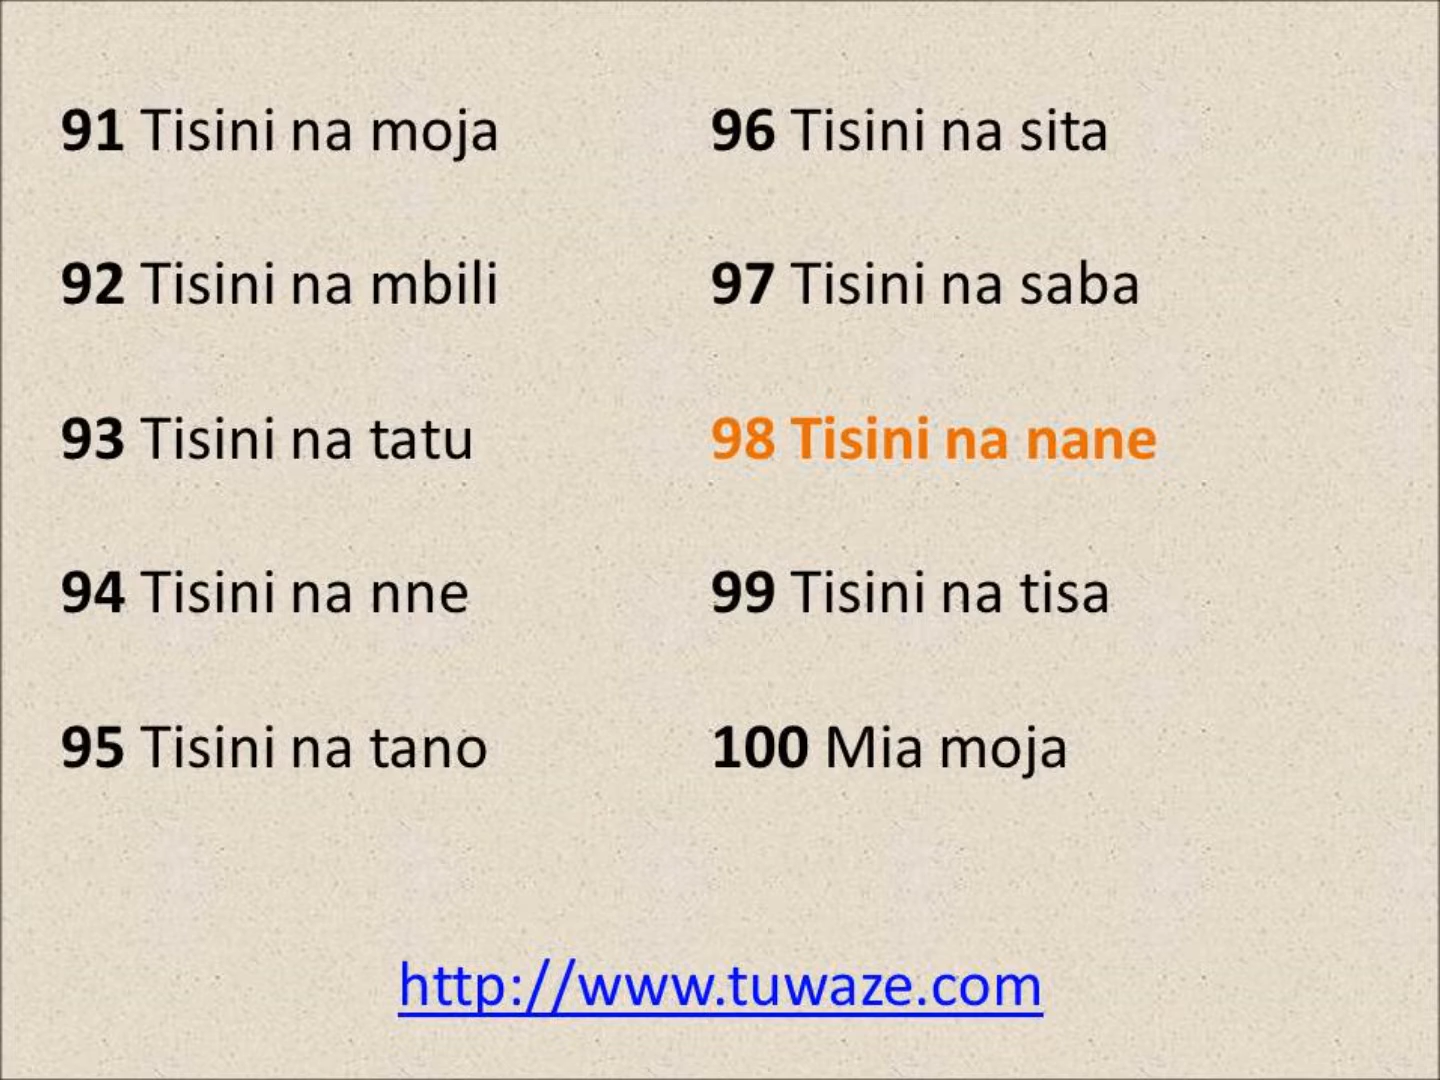 91 Tisini na moja
92 Tisini na mbili
93 Tisini na tatu
94 Tisini na nne
95 Tisini na tano
96 Tisini na sita
97 Tisini na saba
98 Tisini na nane
99 Tisini na tisa
100 Mia moja
http://www.tuwaze.com